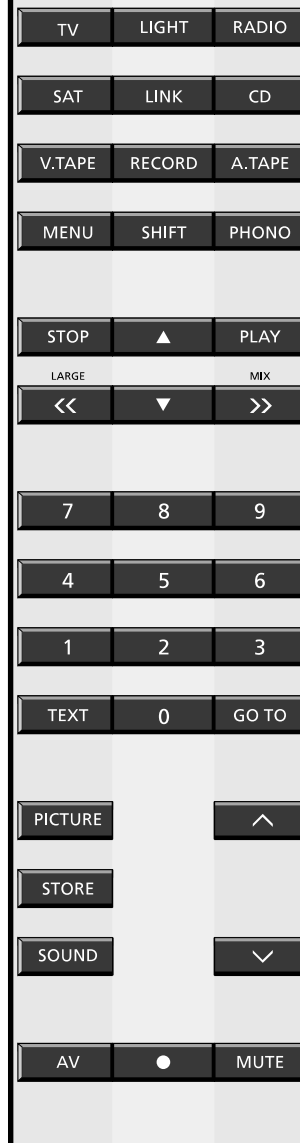 TV LIGHT RADIO
SAT LINK CD
V.TAPE RECORD A.TAPE
MENU SHIFT PHONO
STOP ▲ PLAY
LARGE MIX
<< ▼ >>
7 8 9
4 5 6
1 2 3
TEXT 0 GO TO
PICTURE
STORE
SOUND
AV ● MUTE